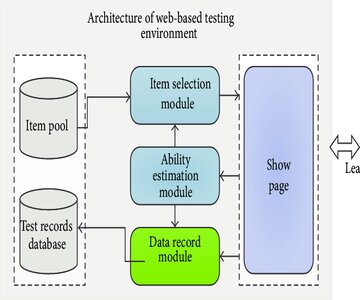 Architecture of web-based testing
environment
Item pool
Item selection
module
Ability
estimation
module
Show
page
Lea
Test records
database
Data record
module